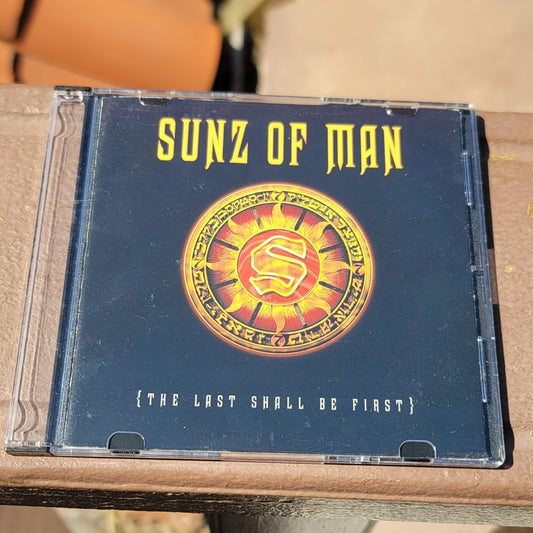 SUNZ OF MAN
S
{THE LAST SHALL BE FIRST}